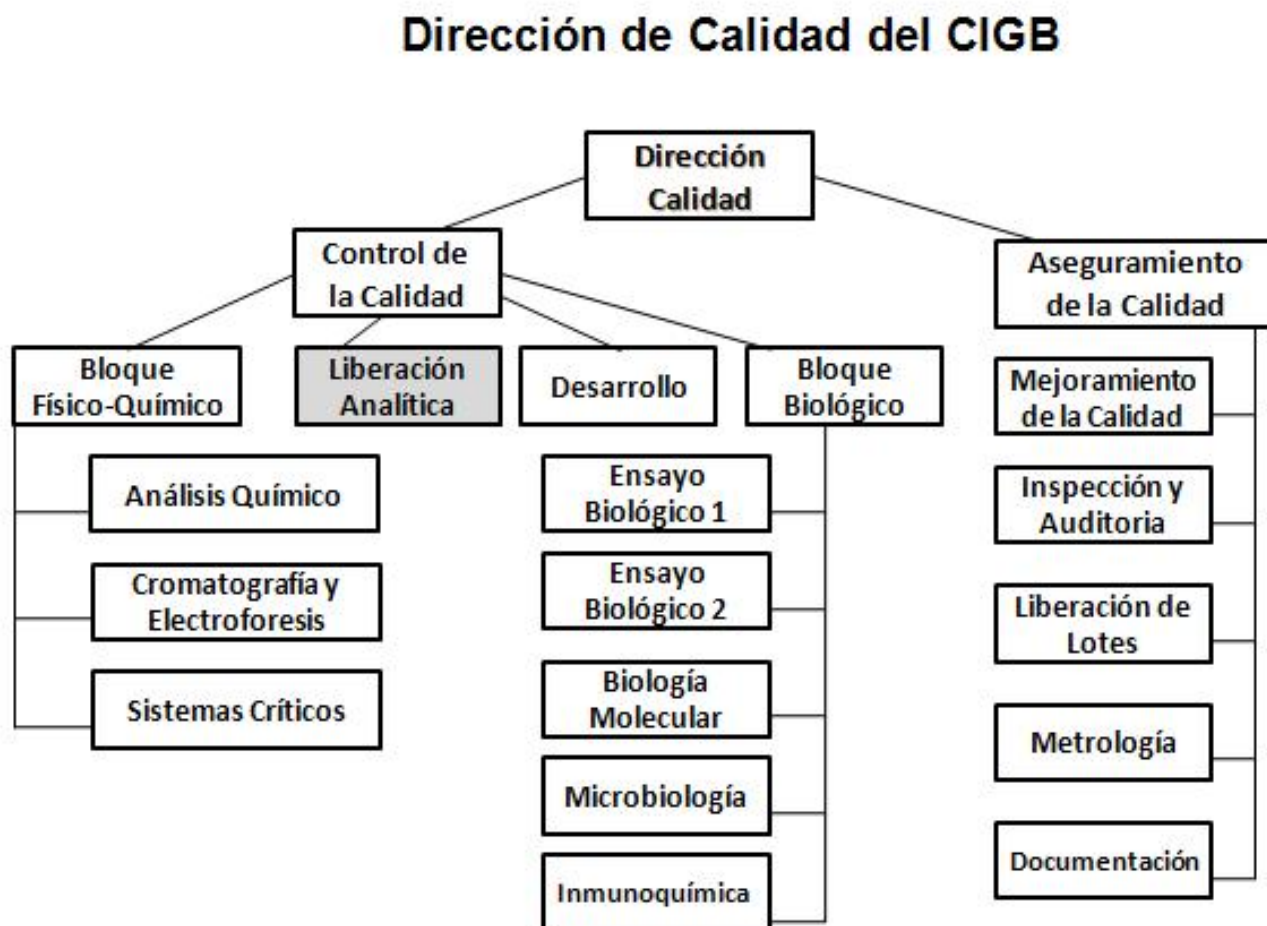 Dirección de Calidad del CIGB
Dirección
Calidad
Control de
la Calidad
Aseguramiento
de la Calidad
Bloque
Físico-Químico
Liberación
Analítica
Desarrollo
Bloque
Biológico
Análisis Químico
Cromatografía y
Electroforesis
Sistemas Críticos
Ensayo
Biológico 1
Ensayo
Biológico 2
Biología
Molecular
Microbiología
Inmunoquímica
Mejoramiento
de la Calidad
Inspección y
Auditoria
Liberación de
Lotes
Metrología
Documentación